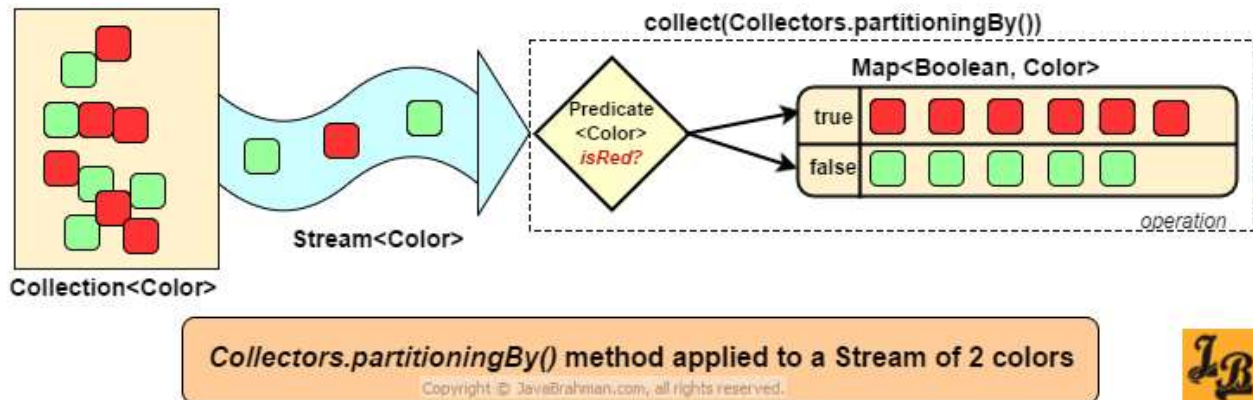 collect(Collectors.partitioningBy())
Map<Boolean, Color>
Predicate
<Color>
isRed?
true
false
operation
Stream<Color>
Collection<Color>
Collectors.partitioningBy() method applied to a Stream of 2 colors
Copyright © JavaBrahman.com, all rights reserved.
JB